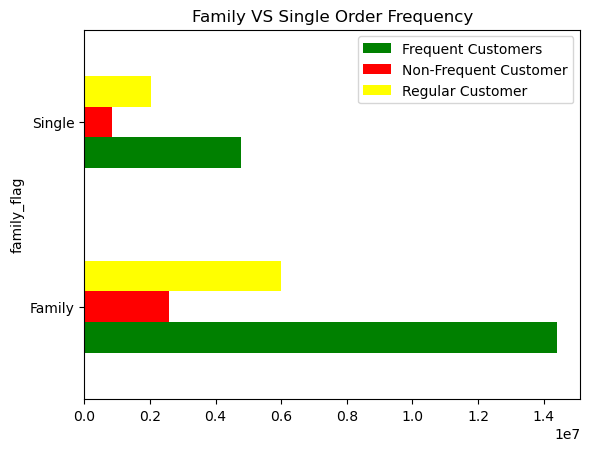 Family VS Single Order Frequency
Frequent Customers
Non-Frequent Customer
Regular Customer
Single
family_flag
Family
0.0 0.2 0.4 0.6 0.8 1.0 1.2 1.4
1e7